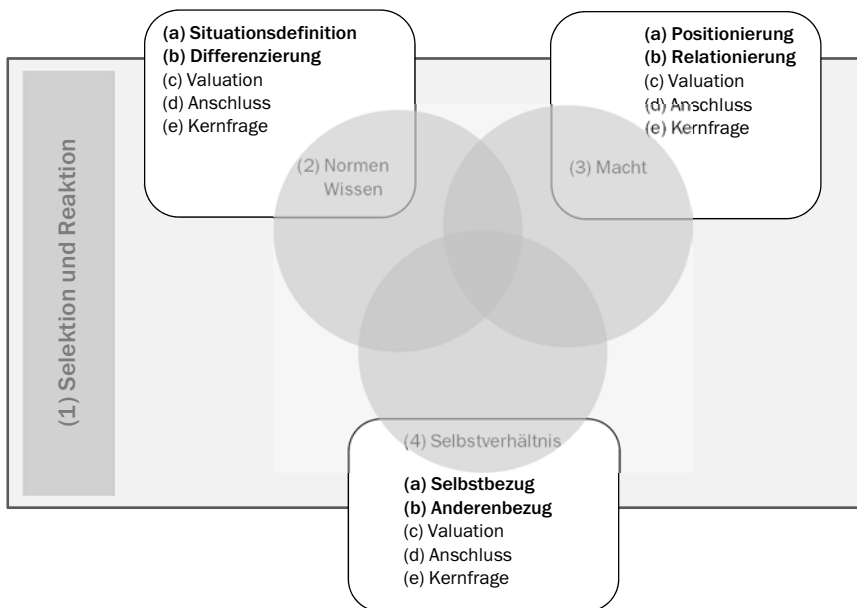 (1) Selektion und Reaktion
(a) Situationsdefinition
(b) Differenzierung
(c) Valuation
(d) Anschluss
(e) Kernfrage
(2) Normen
Wissen
(a) Positionierung
(b) Relationierung
(c) Valuation
(d) Anschluss
(e) Kernfrage
(3) Macht
(4) Selbstverhältnis
(a) Selbstbezug
(b) Anderenbezug
(c) Valuation
(d) Anschluss
(e) Kernfrage